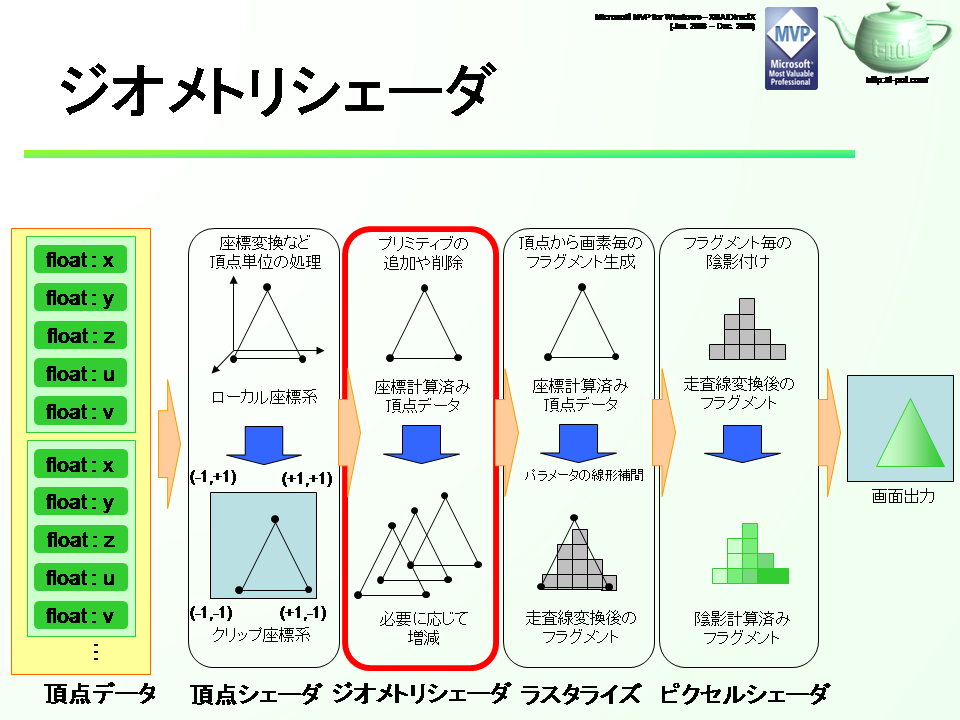 Microsoft MVP for Windows - XNA/DirectX
(Jan. 2006 – Dec. 2009)
MVP
Microsoft®
Most Valuable
Professional
t-pot
http://t-pot.com/
ジオメトリシェーダ
float : x
float : y
float : z
float : u
float : v
float : x
float : y
float : z
float : u
float : v
…
頂点データ
座標変換など
頂点単位の処理
ローカル座標系
(-1,+1)
(+1,+1)
(-1,-1)
(+1,-1)
クリップ座標系
頂点シェーダ
プリミティブの
追加や削除
座標計算済み
頂点データ
必要に応じて
増減
ジオメトリシェーダ
頂点から画素毎の
フラグメント生成
座標計算済み
頂点データ
パラメータの線形補間
走査線変換後の
フラグメント
ラスタライズ
フラグメント毎の
陰影付け
走査線変換後の
フラグメント
陰影計算済み
フラグメント
ピクセルシェーダ
画面出力